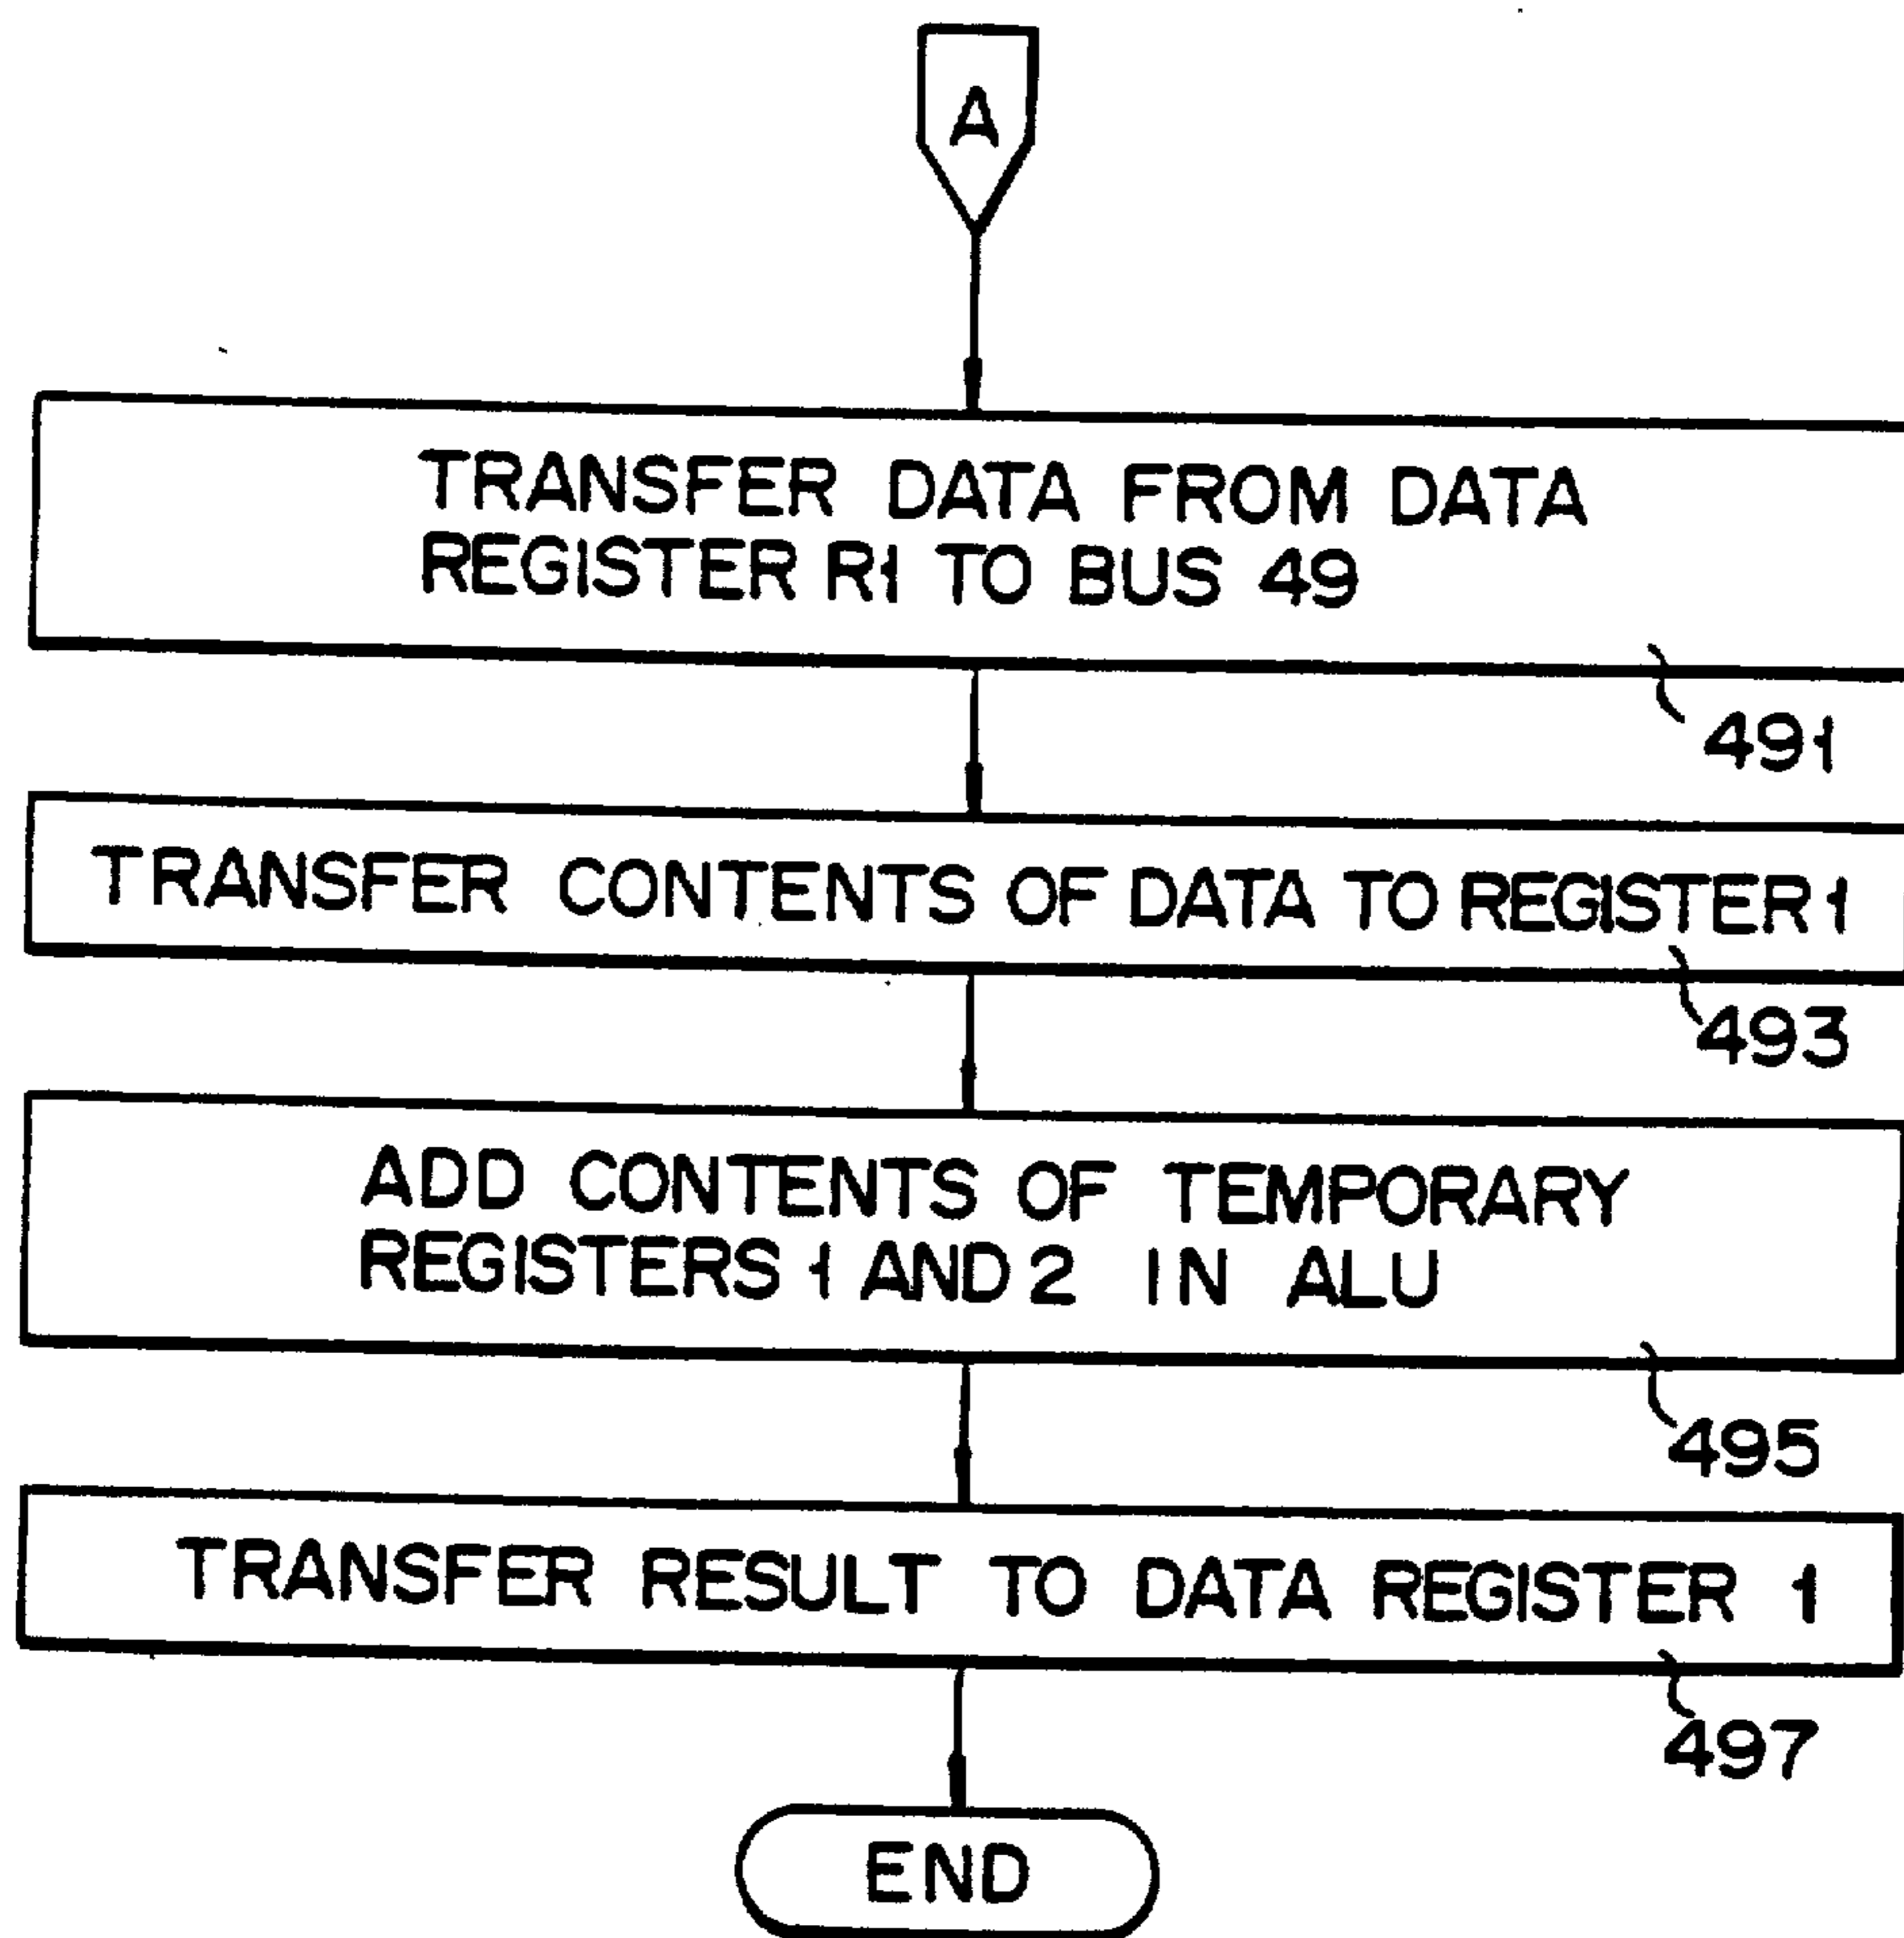 A
TRANSFER DATA FROM DATA
REGISTER R1 TO BUS 49
491
TRANSFER CONTENTS OF DATA TO REGISTER 1
493
ADD CONTENTS OF TEMPORARY
REGISTERS 1 AND 2 IN ALU
495
TRANSFER RESULT TO DATA REGISTER 1
497
END